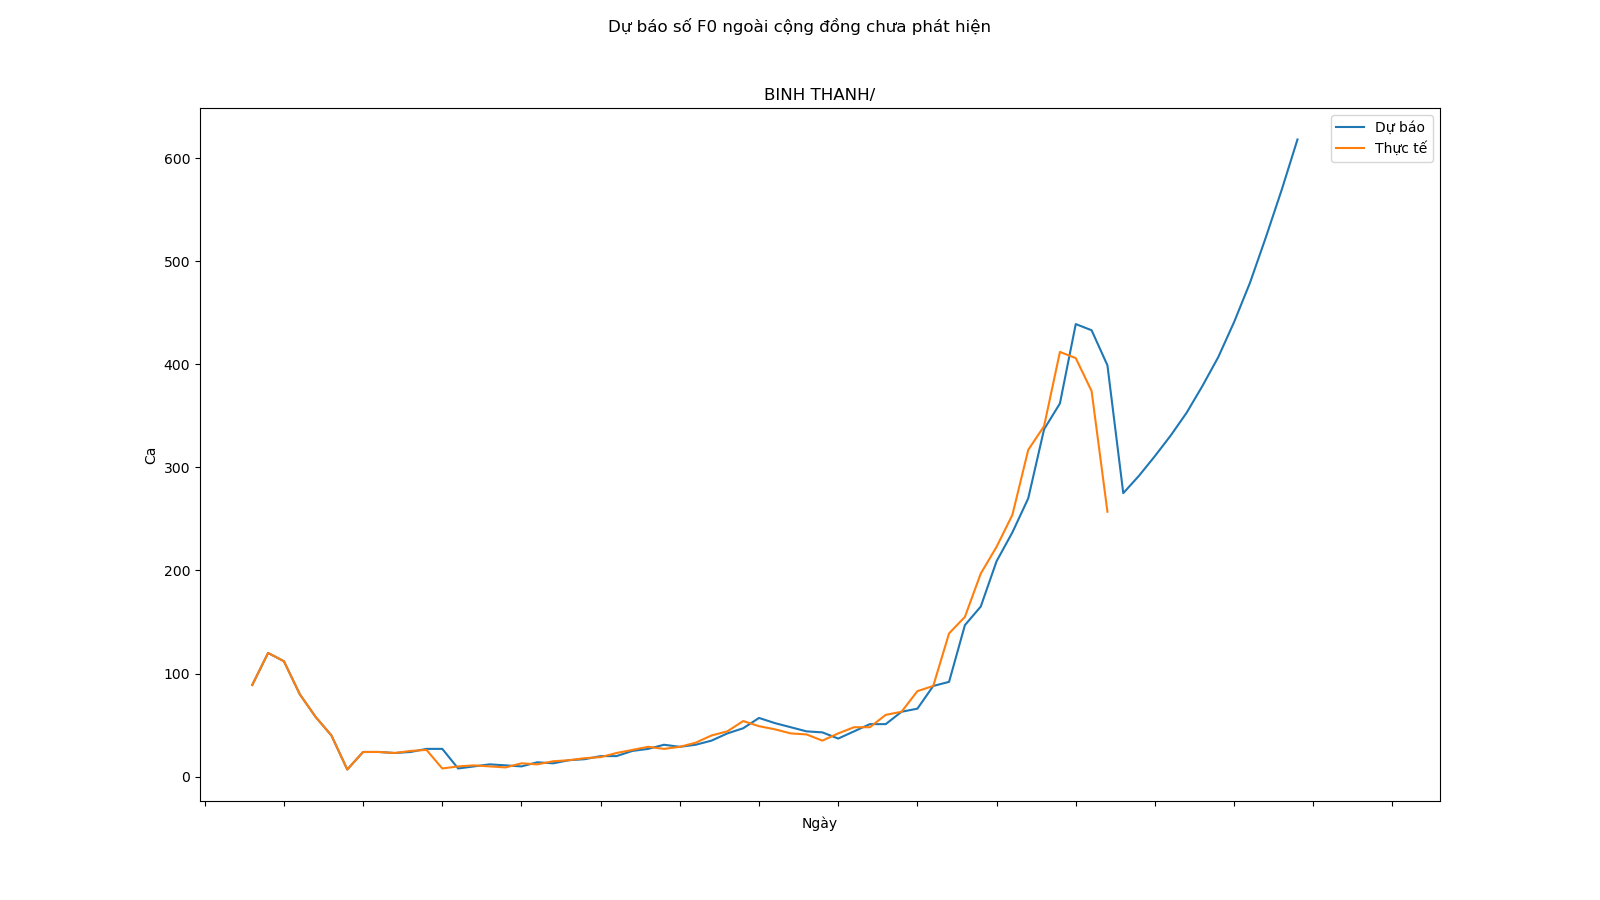 Dự báo số F0 ngoài cộng đồng chưa phát hiện
BINH THANH/
Dự báo
Thực tế
600
500
400
300
200
100
0
Ca
Ngày